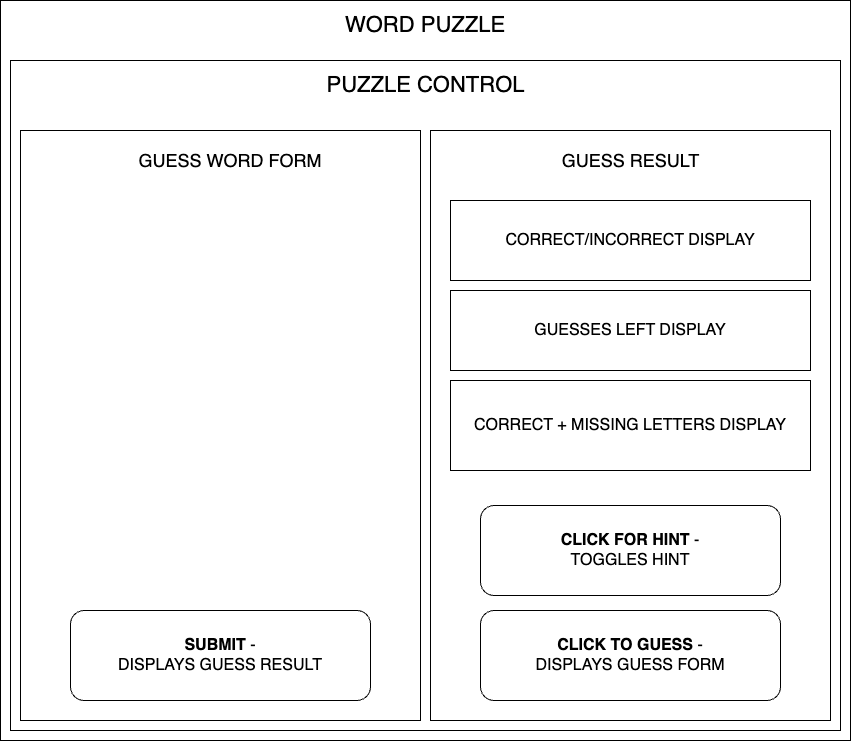 WORD PUZZLE
PUZZLE CONTROL
GUESS WORD FORM
SUBMIT -
DISPLAYS GUESS RESULT
GUESS RESULT
CORRECT/INCORRECT DISPLAY
GUESSES LEFT DISPLAY
CORRECT + MISSING LETTERS DISPLAY
CLICK FOR HINT -
TOGGLES HINT
CLICK TO GUESS -
DISPLAYS GUESS FORM